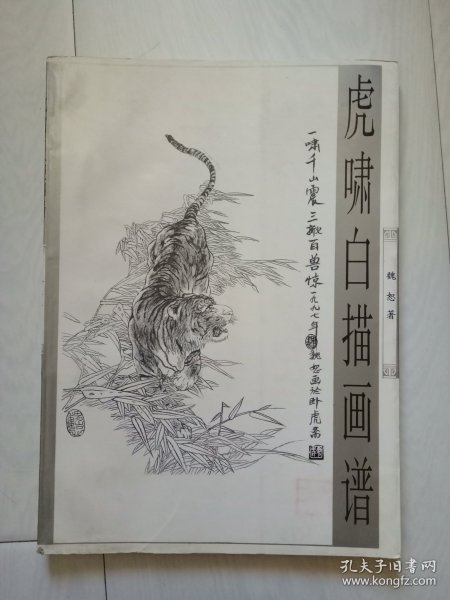 虎啸白描画谱
魏恕著
一啸千山震三扑百兽惊一九九七年
魏恕画于卧虎斋
孔夫子旧书网
www.kongfz.com